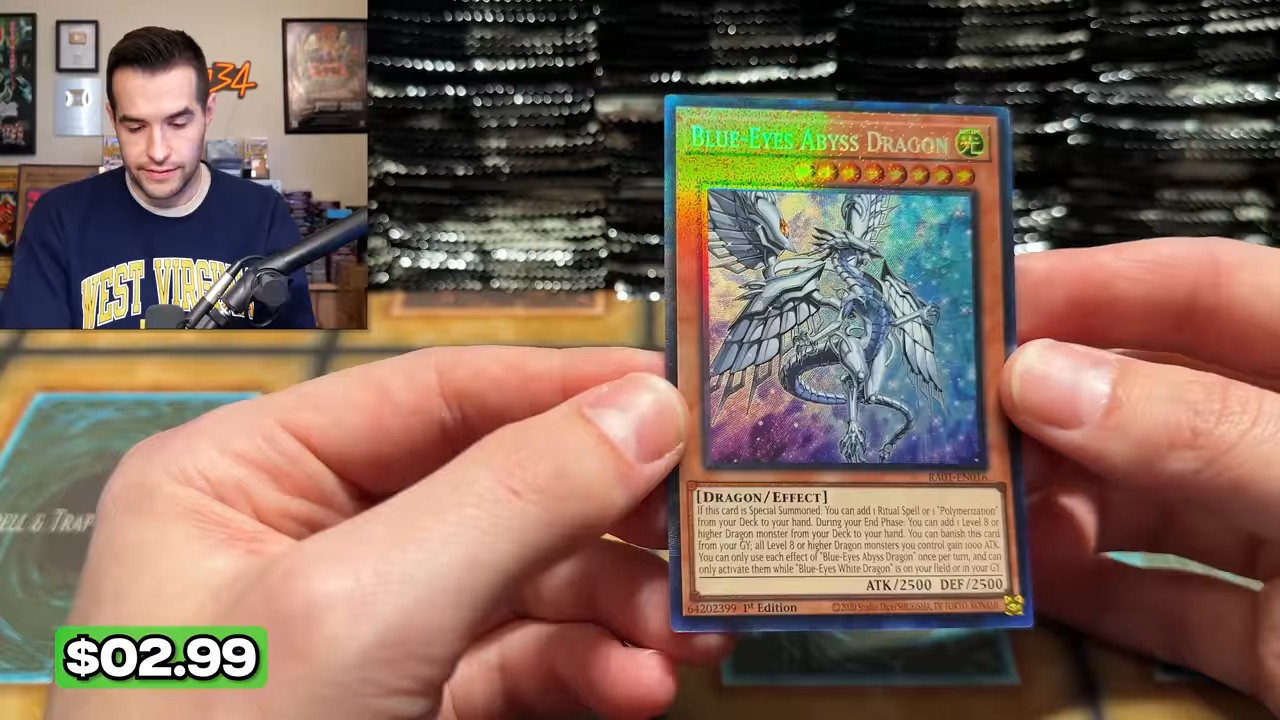 34
WEST VIRG
BLUE-EYES ABYSS DRAGON
光
RA01-EN016
[DRAGON/EFFECT]
If this card is Special Summoned: You can add 1 Ritual Spell or 1 "Polymerization"
from your Deck to your hand. During your End Phase: You can add 1 Level 8 or
higher Dragon monster from your Deck to your hand. You can banish this card
from your GY; all Level 8 or higher Dragon monsters you control gain 1000 ATK.
You can only use each effect of "Blue-Eyes Abyss Dragon" once per turn, and can
only activate them while "Blue-Eyes White Dragon" is on your field or in your GY.
ATK/2500 DEF/2500
64202399 1st Edition ©2020 Studio Dice/SHUEISHA, TV TOKYO, KONAMI
ELL & TRAP
$02.99